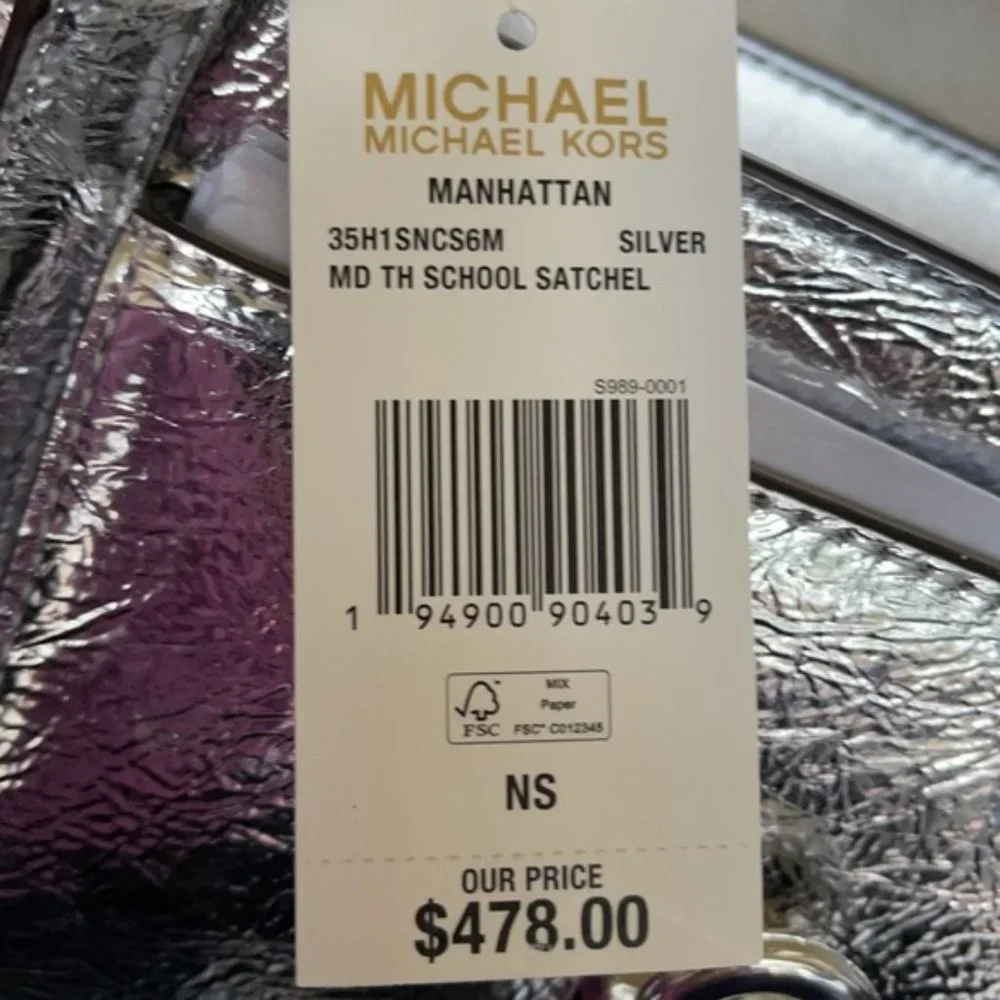 MICHAEL
MICHAEL KORS
MANHATTAN
35H1SNCS6M SILVER
MD TH SCHOOL SATCHEL
S989-0001
1 94900 90403 9
FSC
MIX
Paper
FSC™ C012345
NS
OUR PRICE
$478.00